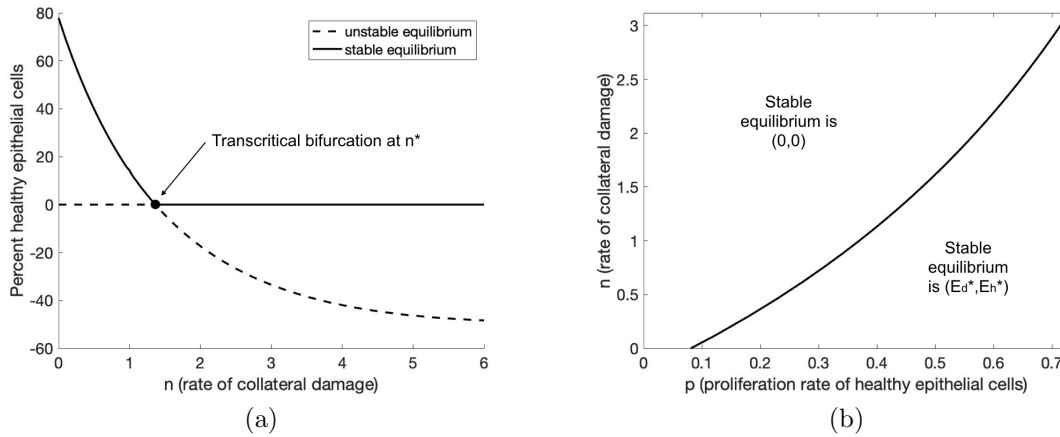 80
60
40
20
0
-20
-40
-60
Percent healthy epithelial cells
unstable equilibrium
stable equilibrium
Transcritical bifurcation at n*
0 1 2 3 4 5 6
n (rate of collateral damage)
(a)
3
2.5
2
1.5
1
0.5
0
n (rate of collateral damage)
Stable
equilibrium is
(0,0)
Stable
equilibrium
is (Ed*,Eh*)
0 0.1 0.2 0.3 0.4 0.5 0.6 0.7
p (proliferation rate of healthy epithelial cells)
(b)